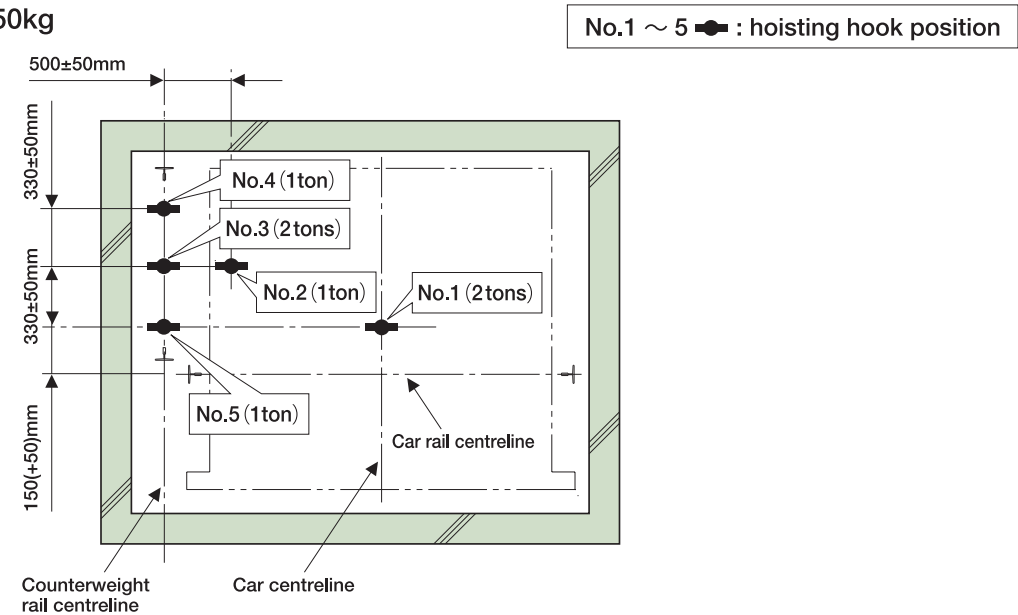 50kg
No.1 ～ 5 : hoisting hook position
500±50mm
330±50mm
No.4 (1ton)
No.3 (2tons)
No.2 (1ton)
No.1 (2tons)
330±50mm
No.5 (1ton)
Car rail centreline
150(+50)mm
Counterweight
rail centreline
Car centreline